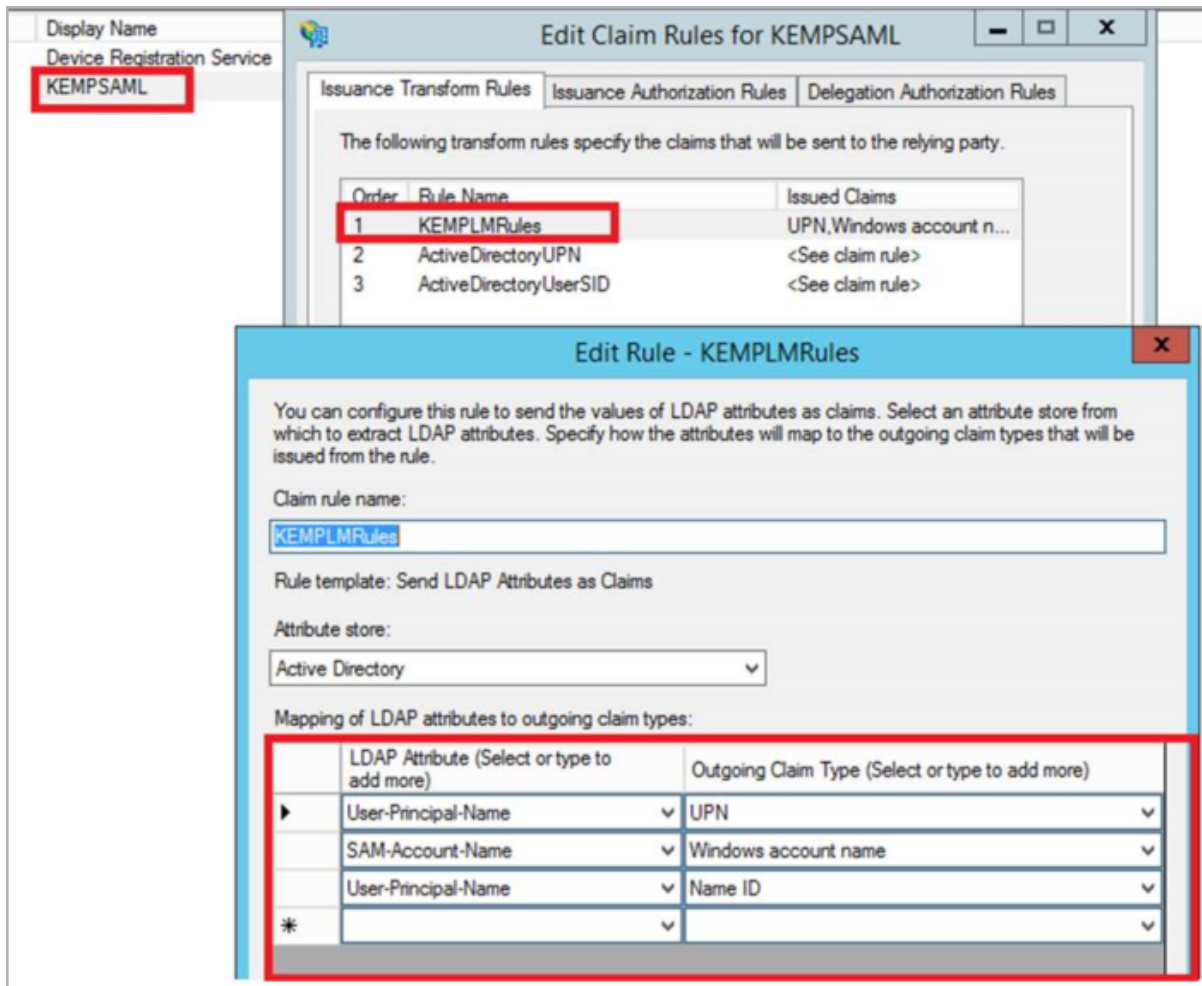 Display Name
Device Registration Service
KEMPSAML
Edit Claim Rules for KEMPSAML
Issuance Transform Rules
Issuance Authorization Rules
Delegation Authorization Rules
The following transform rules specify the claims that will be sent to the relying party.
Order Rule Name Issued Claims
1 KEMPLMRules UPN,Windows account n...
2 ActiveDirectoryUPN <See claim rule>
3 ActiveDirectoryUserSID <See claim rule>
Edit Rule - KEMPLMRules
You can configure this rule to send the values of LDAP attributes as claims. Select an attribute store from
which to extract LDAP attributes. Specify how the attributes will map to the outgoing claim types that will be
issued from the rule.
Claim rule name:
KEMPLMRules
Rule template: Send LDAP Attributes as Claims
Attribute store:
Active Directory
Mapping of LDAP attributes to outgoing claim types:
LDAP Attribute (Select or type to
add more)
Outgoing Claim Type (Select or type to add more)
User-Principal-Name UPN
SAM-Account-Name Windows account name
User-Principal-Name Name ID